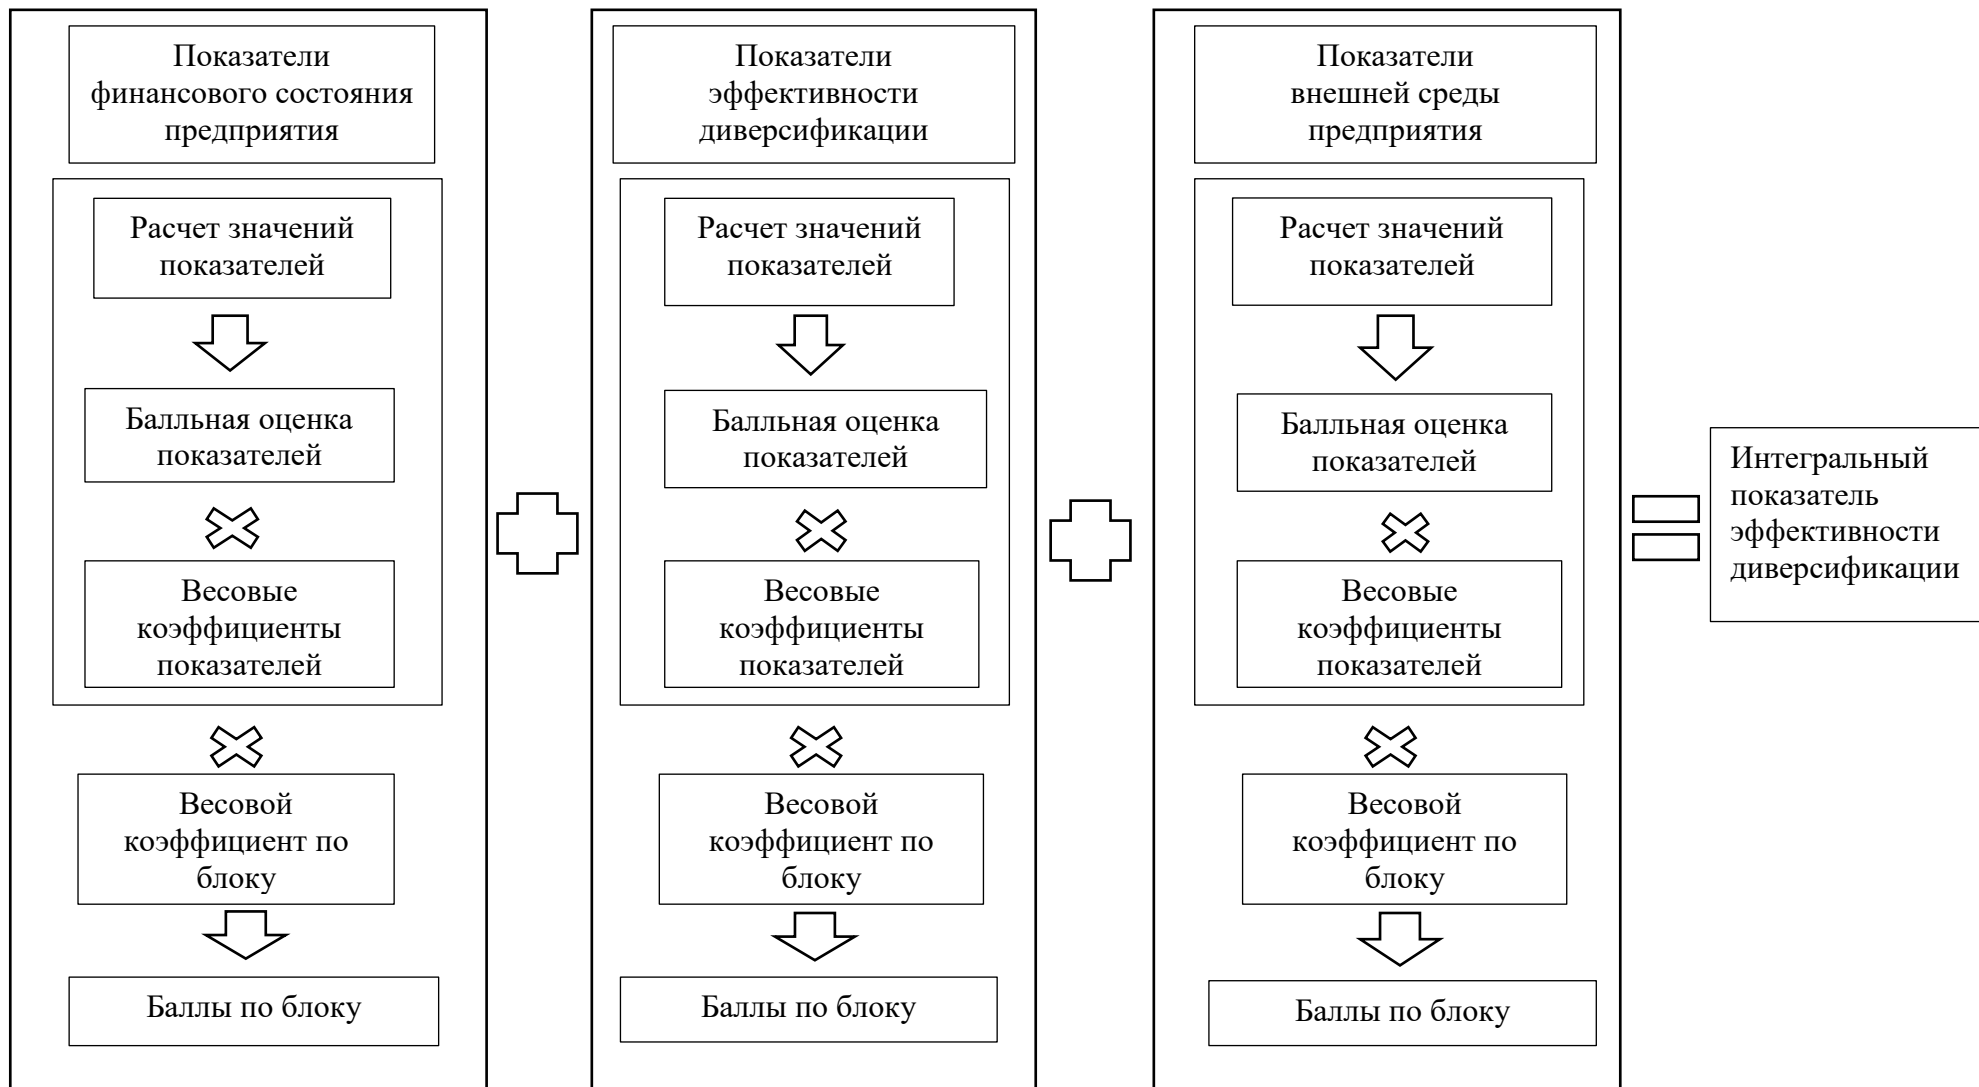 Показатели
финансового состояния
предприятия
Расчет значений
показателей
Балльная оценка
показателей
Весовые
коэффициенты
показателей
Весовой
коэффициент по
блоку
Баллы по блоку
Показатели
эффективности
диверсификации
Расчет значений
показателей
Балльная оценка
показателей
Весовые
коэффициенты
показателей
Весовой
коэффициент по
блоку
Баллы по блоку
Показатели
внешней среды
предприятия
Расчет значений
показателей
Балльная оценка
показателей
Весовые
коэффициенты
показателей
Весовой
коэффициент по
блоку
Баллы по блоку
Интегральный
показатель
эффективности
диверсификации